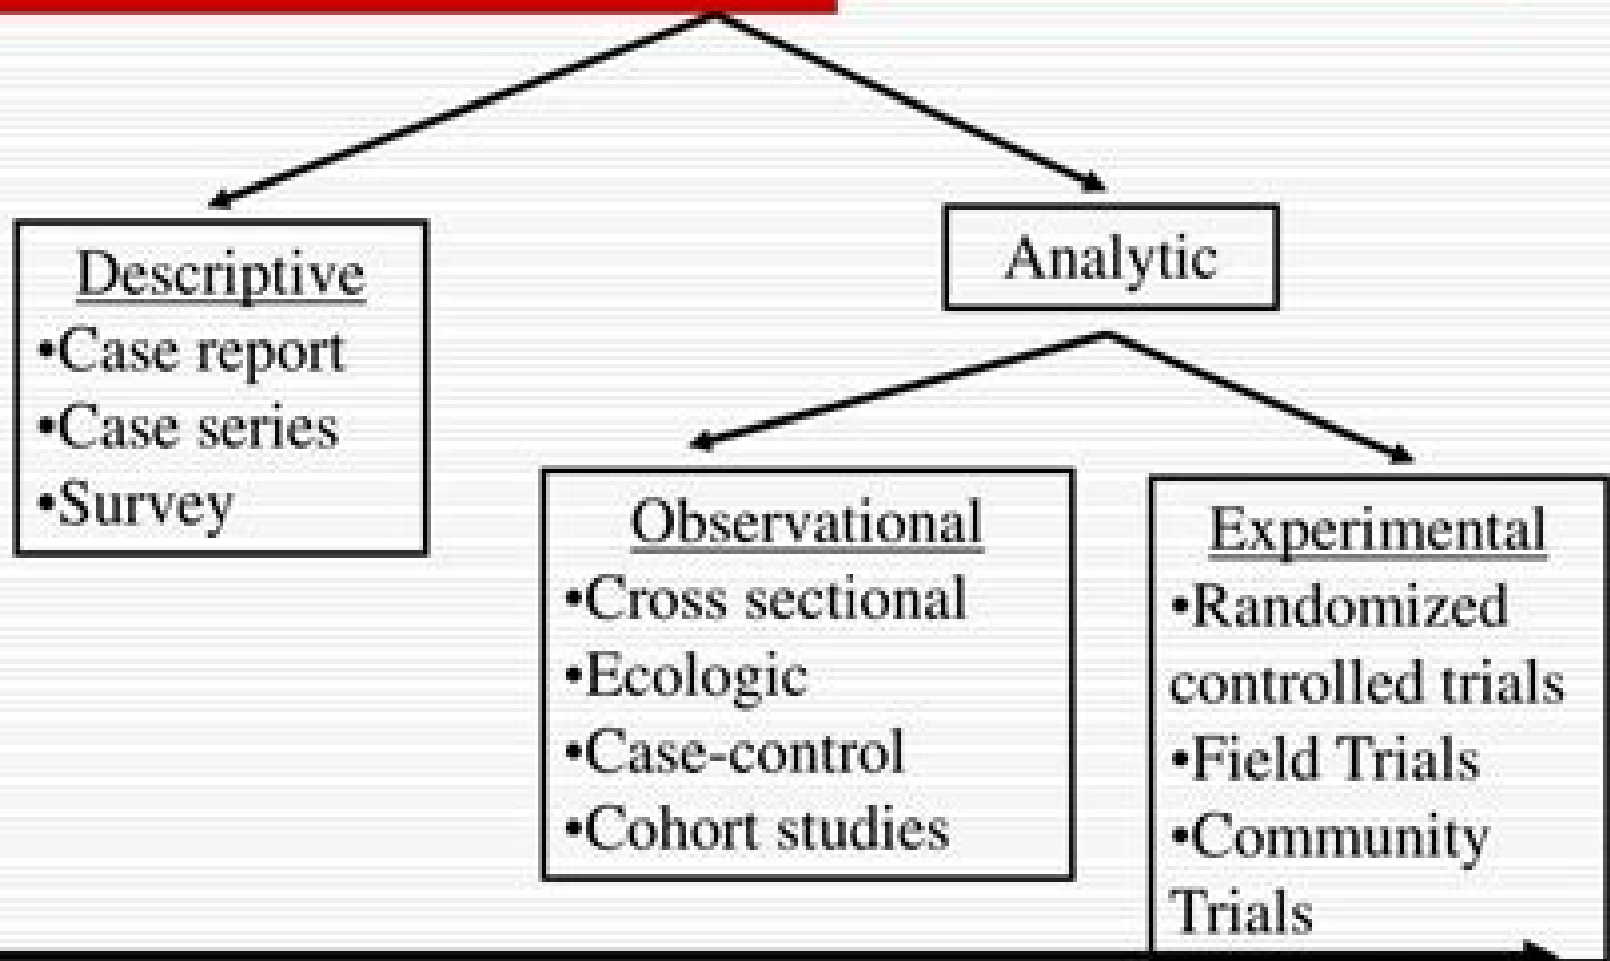 Descriptive
•Case report
•Case series
•Survey
Analytic
Observational
•Cross sectional
•Ecologic
•Case-control
•Cohort studies
Experimental
•Randomized
controlled trials
•Field Trials
•Community
Trials